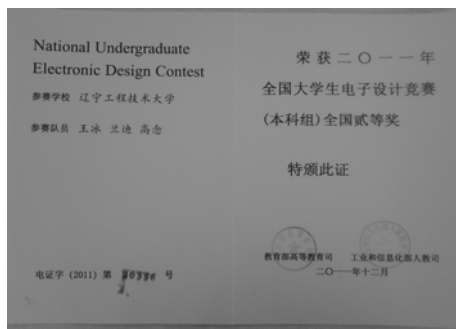 National Undergraduate
Electronic Design Contest
参赛学校 辽宁工程技术大学
参赛队员 王冰 兰迪 高念
电证字 (2011) 第 号
荣获二〇一一年
全国大学生电子设计竞赛
(本科组)全国贰等奖
特颁此证
教育部高等教育司 工业和信息化部人教司
二〇一一年十二月